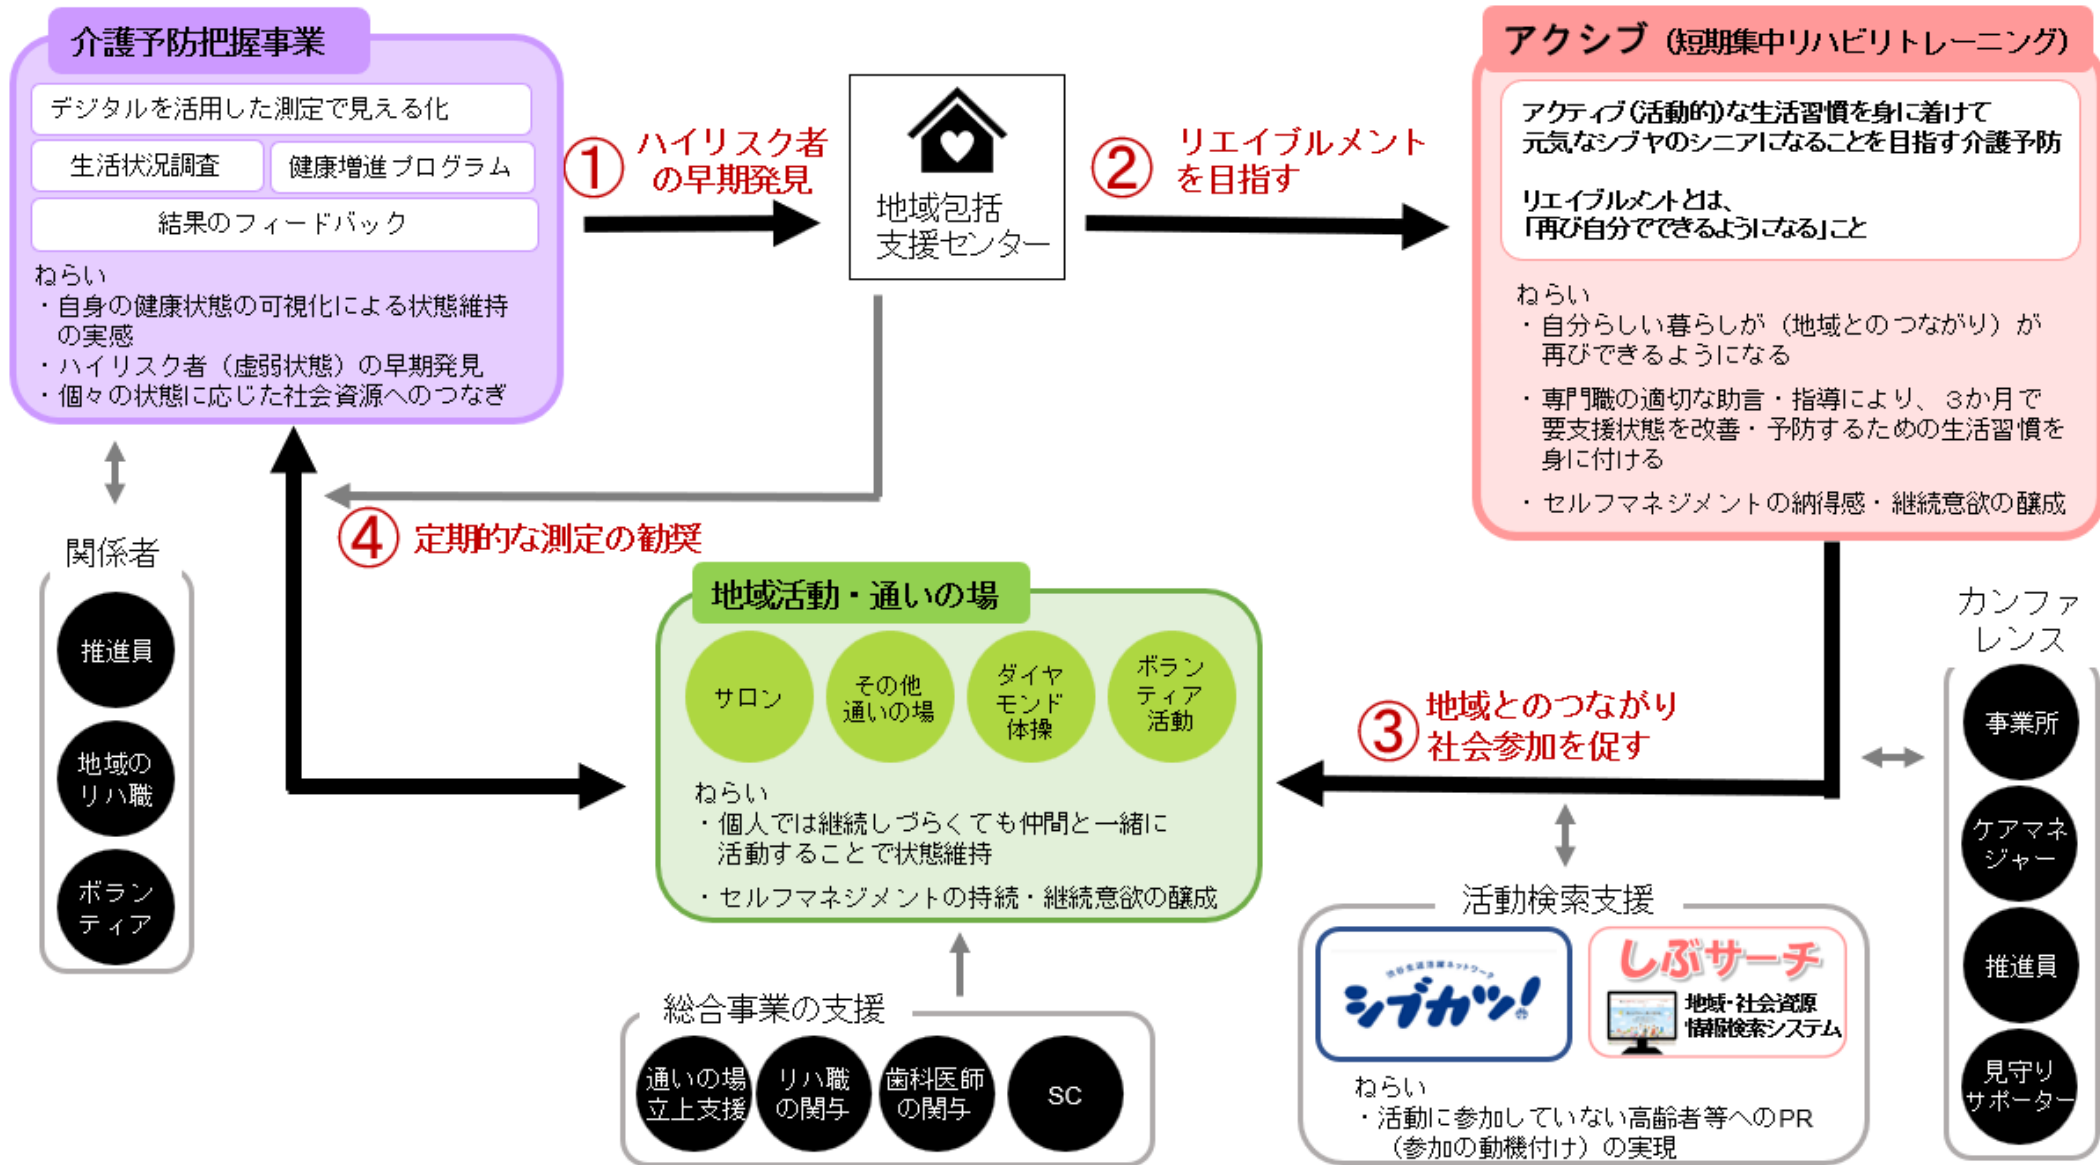 介護予防把握事業
デジタルを活用した測定で見える化
生活状況調査
健康増進プログラム
結果のフィードバック
ねらい
・自身の健康状態の可視化による状態維持
の実感
・ハイリスク者（虚弱状態）の早期発見
・個々の状態に応じた社会資源へのつなぎ
① ハイリスク者
の早期発見
地域包括
支援センター
② リエイブルメント
を目指す
アクシブ（短期集中リハビリトレーニング）
アクティブ（活動的）な生活習慣を身に着けて
元気なシブヤのシニアになることを目指す介護予防
リエイブルメントとは、
「再び自分でできるようになる」こと
ねらい
・自分らしい暮らしが（地域とのつながり）が
再びできるようになる
・専門職の適切な助言・指導により、３か月で
要支援状態を改善・予防するための生活習慣を
身に付ける
・セルフマネジメントの納得感・継続意欲の醸成
④ 定期的な測定の勧奨
関係者
推進員
地域の
リハ職
ボラン
ティア
地域活動・通いの場
サロン
その他
通いの場
ダイヤ
モンド
体操
ボラン
ティア
活動
ねらい
・個人では継続しづらくても仲間と一緒に
活動することで状態維持
・セルフマネジメントの持続・継続意欲の醸成
③ 地域とのつながり
社会参加を促す
カンファ
レンス
事業所
ケアマネ
ジャー
推進員
見守り
サポーター
総合事業の支援
通いの場
立上支援
リハ職
の関与
歯科医師
の関与
SC
活動検索支援
シブカツ！
しぶサーチ
地域・社会資源
情報検索システム
ねらい
・活動に参加していない高齢者等へのPR
（参加の動機付け）の実現